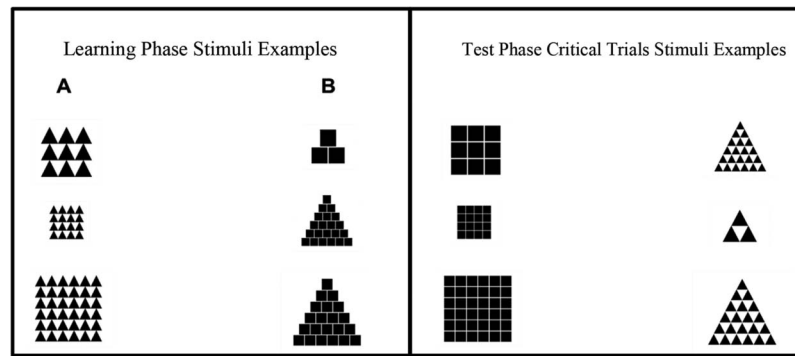 Learning Phase Stimuli Examples
A
B
Test Phase Critical Trials Stimuli Examples